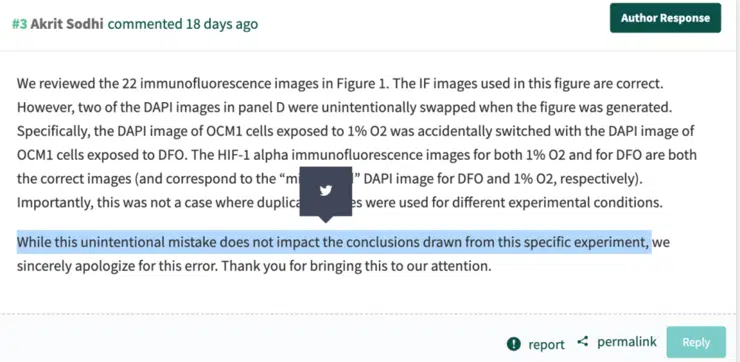 #3 Akrit Sodhi commented 18 days ago
Author Response
We reviewed the 22 immunofluorescence images in Figure 1. The IF images used in this figure are correct.
However, two of the DAPI images in panel D were unintentionally swapped when the figure was generated.
Specifically, the DAPI image of OCM1 cells exposed to 1% O2 was accidentally switched with the DAPI image of
OCM1 cells exposed to DFO. The HIF-1 alpha immunofluorescence images for both 1% O2 and for DFO are both
the correct images (and correspond to the “mi ” DAPI image for DFO and 1% O2, respectively).
Importantly, this was not a case where duplica es were used for different experimental conditions.
While this unintentional mistake does not impact the conclusions drawn from this specific experiment, we
sincerely apologize for this error. Thank you for bringing this to our attention.
report permalink Reply